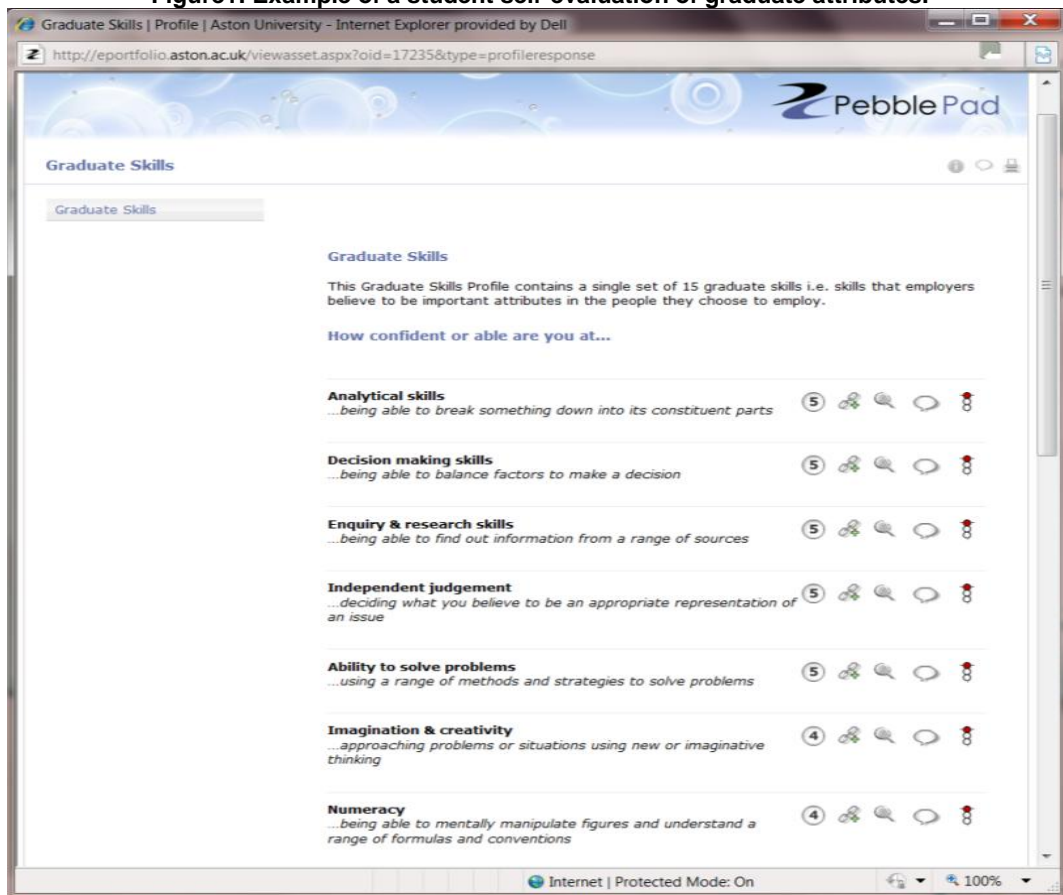 Figure1: Example of a student self-evaluation of graduate attributes.
Graduate Skills | Profile | Aston University - Internet Explorer provided by Dell
http://eportfolio.aston.ac.uk/viewasset.aspx?oid=17235&type=profileresponse
PebblePad
Graduate Skills
Graduate Skills
Graduate Skills
This Graduate Skills Profile contains a single set of 15 graduate skills i.e. skills that employers
believe to be important attributes in the people they choose to employ.
How confident or able are you at...
Analytical skills
...being able to break something down into its constituent parts 5
Decision making skills
...being able to balance factors to make a decision 5
Enquiry & research skills
...being able to find out information from a range of sources 5
Independent judgement
...deciding what you believe to be an appropriate representation of 5
an issue
Ability to solve problems
...using a range of methods and strategies to solve problems 5
Imagination & creativity
...approaching problems or situations using new or imaginative 4
thinking
Numeracy
...being able to mentally manipulate figures and understand a 4
range of formulas and conventions
Internet | Protected Mode: On 100%